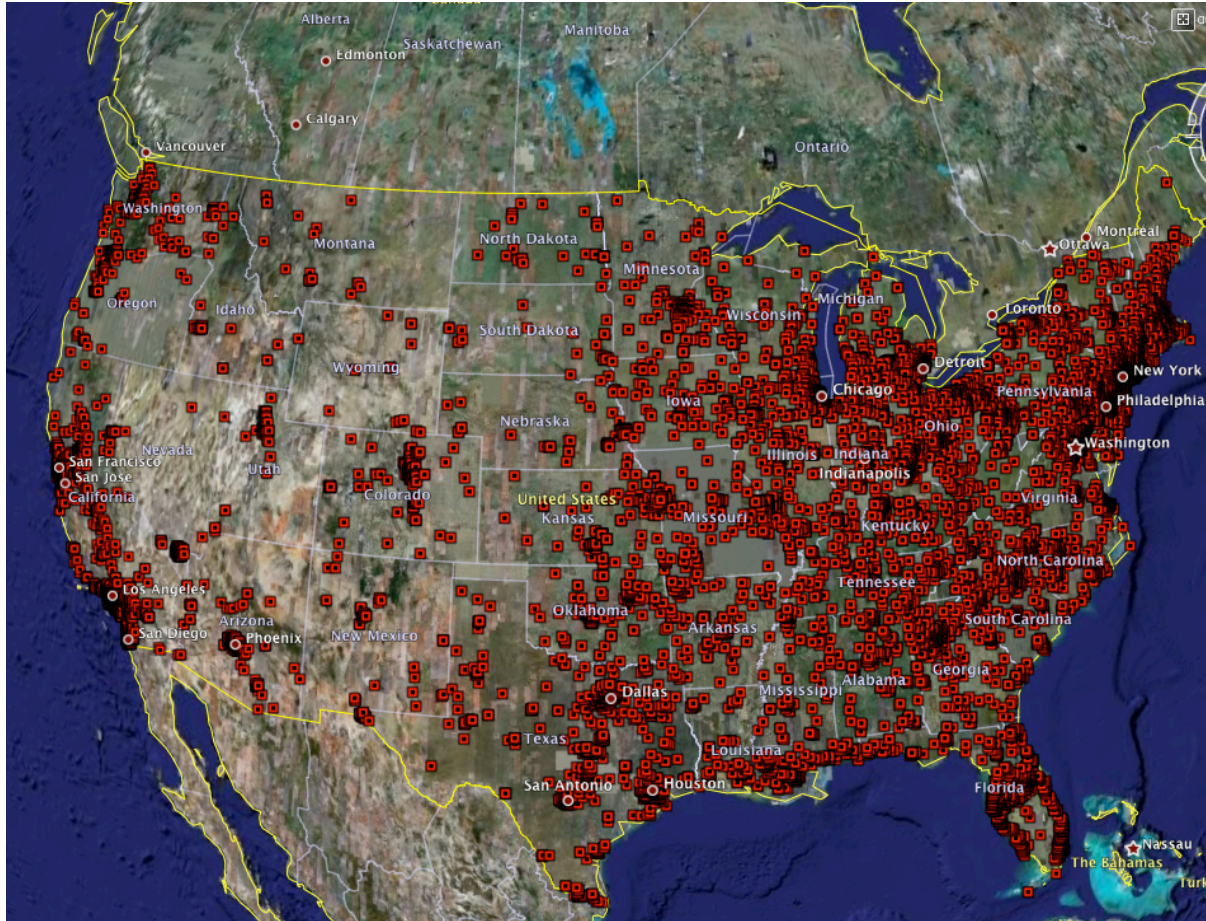 Canada
Alberta
Manitoba
Saskatchewan
Edmonton
Calgary
Vancouver
Ontario
Washington
Montana
North Dakota
Minnesota
Montreal
Ottawa
Oregon
Idaho
South Dakota
Wisconsin
Michigan
Loronto
Wyoming
Detroit
New York
Nebraska
Iowa
Chicago
Pennsylvania
Philadelphia
Ohio
Nevada
Utah
Illinois
Indiana
Washington
San Francisco
San Jose
California
Colorado
Indianapolis
United States
Kansas
Missouri
Virginia
Kentucky
North Carolina
Los Angeles
Tennessee
Oklahoma
Arizona
South Carolina
San Diego
Phoenix
New Mexico
Arkansas
Georgia
Alabama
Mississippi
Dallas
Texas
Louisiana
San Antonio
Houston
Florida
Nassau
The Bahamas
Turk